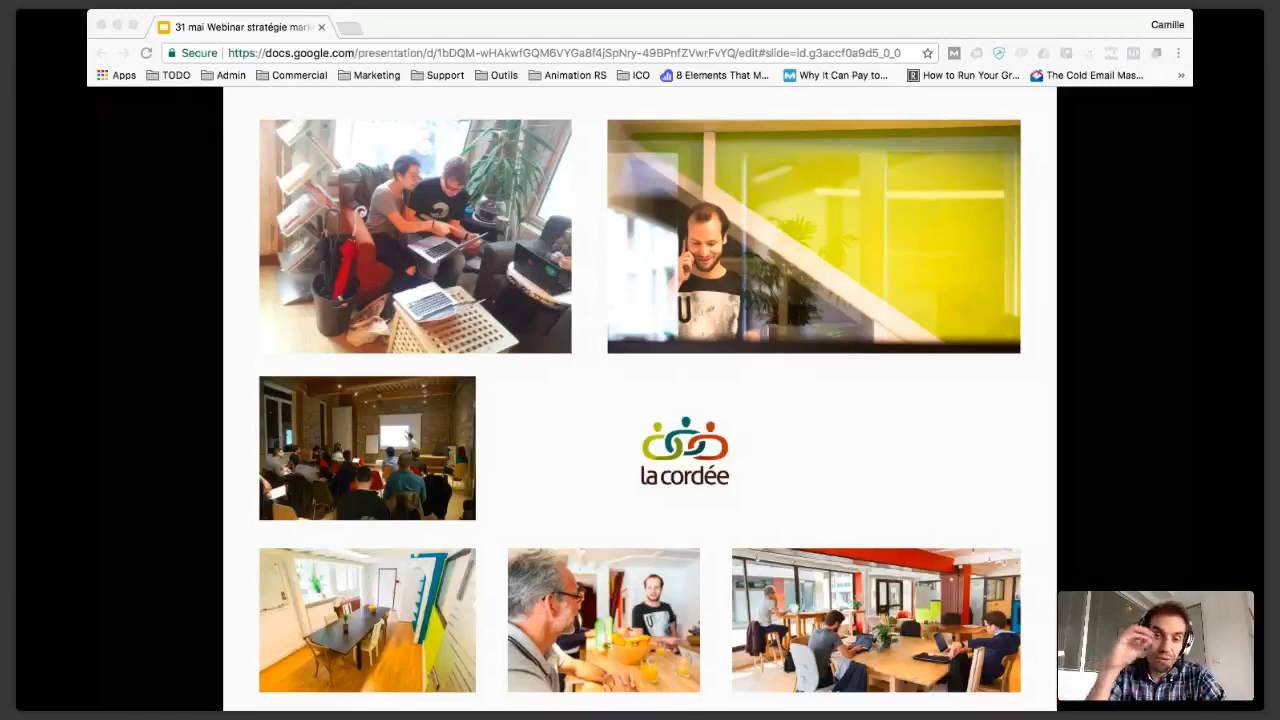 31 mai Webinar stratégie mark
Camille
Secure
https://docs.google.com/presentation/d/1bDQM-wHAkwfGQM6VYGa8f4jSpNry-49BPnfZVwrFvYQ/edit#slide=id.g3accf0a9d5_0_0
Apps TODO Admin Commercial Marketing Support Outils Animation RS ICO 8 Elements That M... Why It Can Pay to... How to Run Your Gr... The Cold Email Mas... »
la cordée